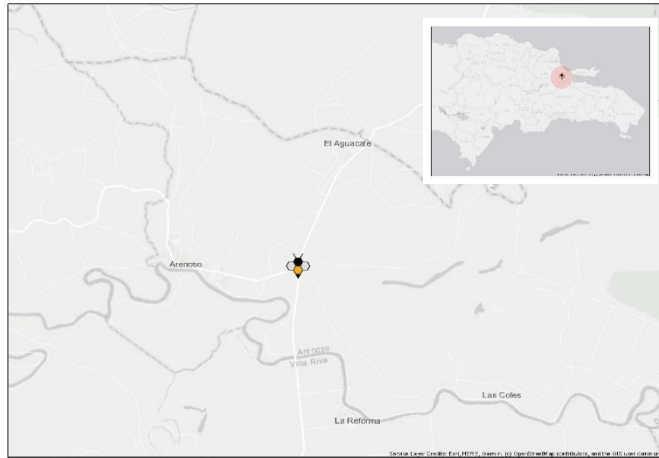 El Aguacate
Arenoso
Arenoso
Villa Riva
Las Coles
La Reforma
Service Layer Credits: Esri, HERE, Garmin, (c) OpenStreetMap contributors, and the GIS user commun